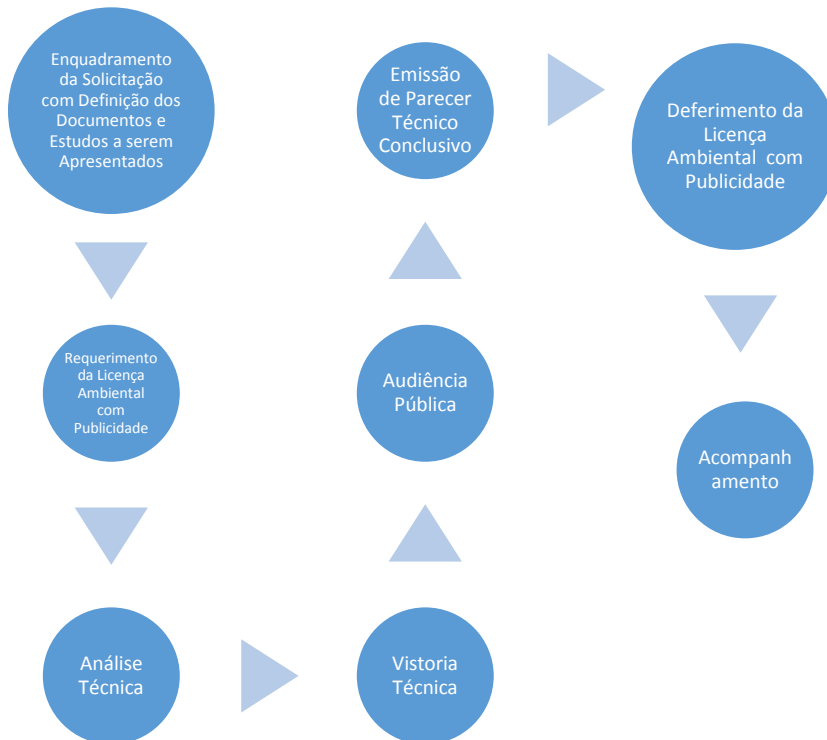 Enquadramento
da Solicitação
com Definição dos
Documentos e
Estudos a serem
Apresentados
Requerimento
da Licença
Ambiental
com
Publicidade
Análise
Técnica
Vistoria
Técnica
Audiência
Pública
Emissão
de Parecer
Técnico
Conclusivo
Deferimento da
Licença
Ambiental com
Publicidade
Acompanh
amento